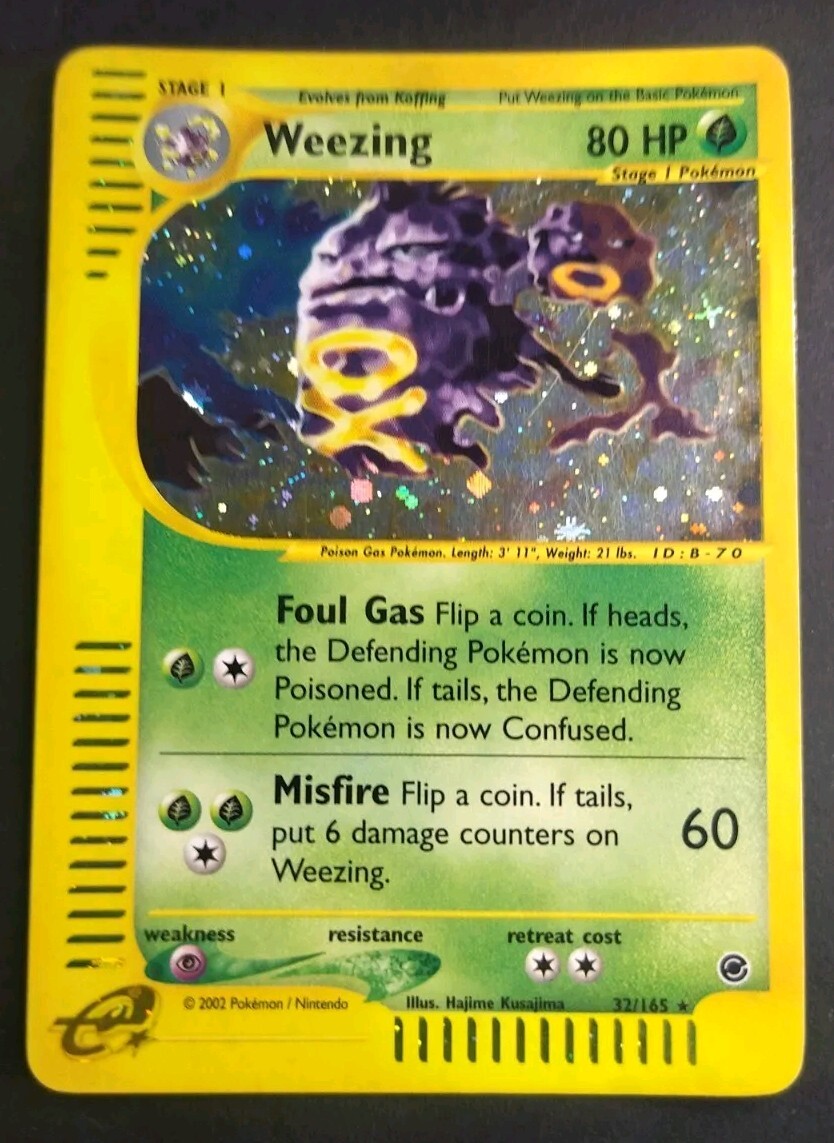 STAGE 1
Evolves from Koffing
Put Weezing on the Basic Pokémon
Weezing
80 HP
Stage 1 Pokémon
Poison Gas Pokémon. Length: 3' 11", Weight: 21 lbs. ID:B-70
Foul Gas Flip a coin. If heads,
the Defending Pokémon is now
Poisoned. If tails, the Defending
Pokémon is now Confused.
Misfire Flip a coin. If tails,
put 6 damage counters on
Weezing.
60
weakness
resistance
retreat cost
© 2002 Pokémon / Nintendo
Illus. Hajime Kusajima
32/165 ★